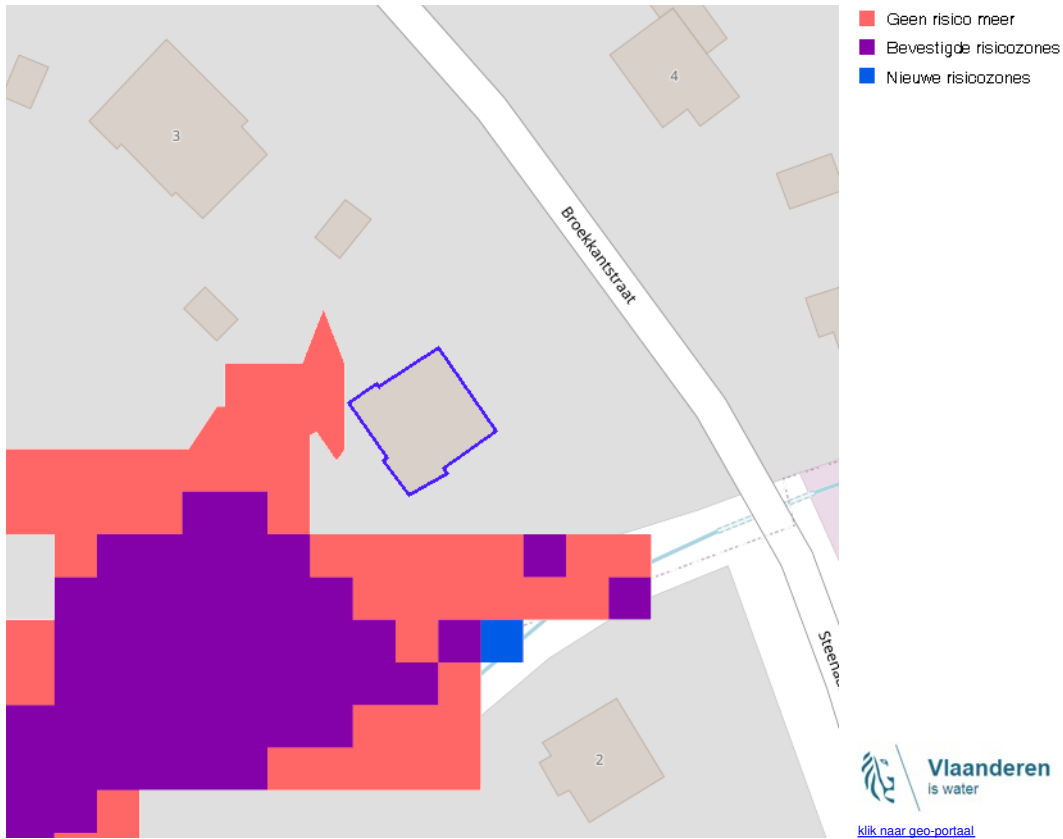 Geen risico meer
Bevestigde risicozones
Nieuwe risicozones
4
3
Broekkantstraat
2
Vlaanderen
is water
klik naar geo-portaal